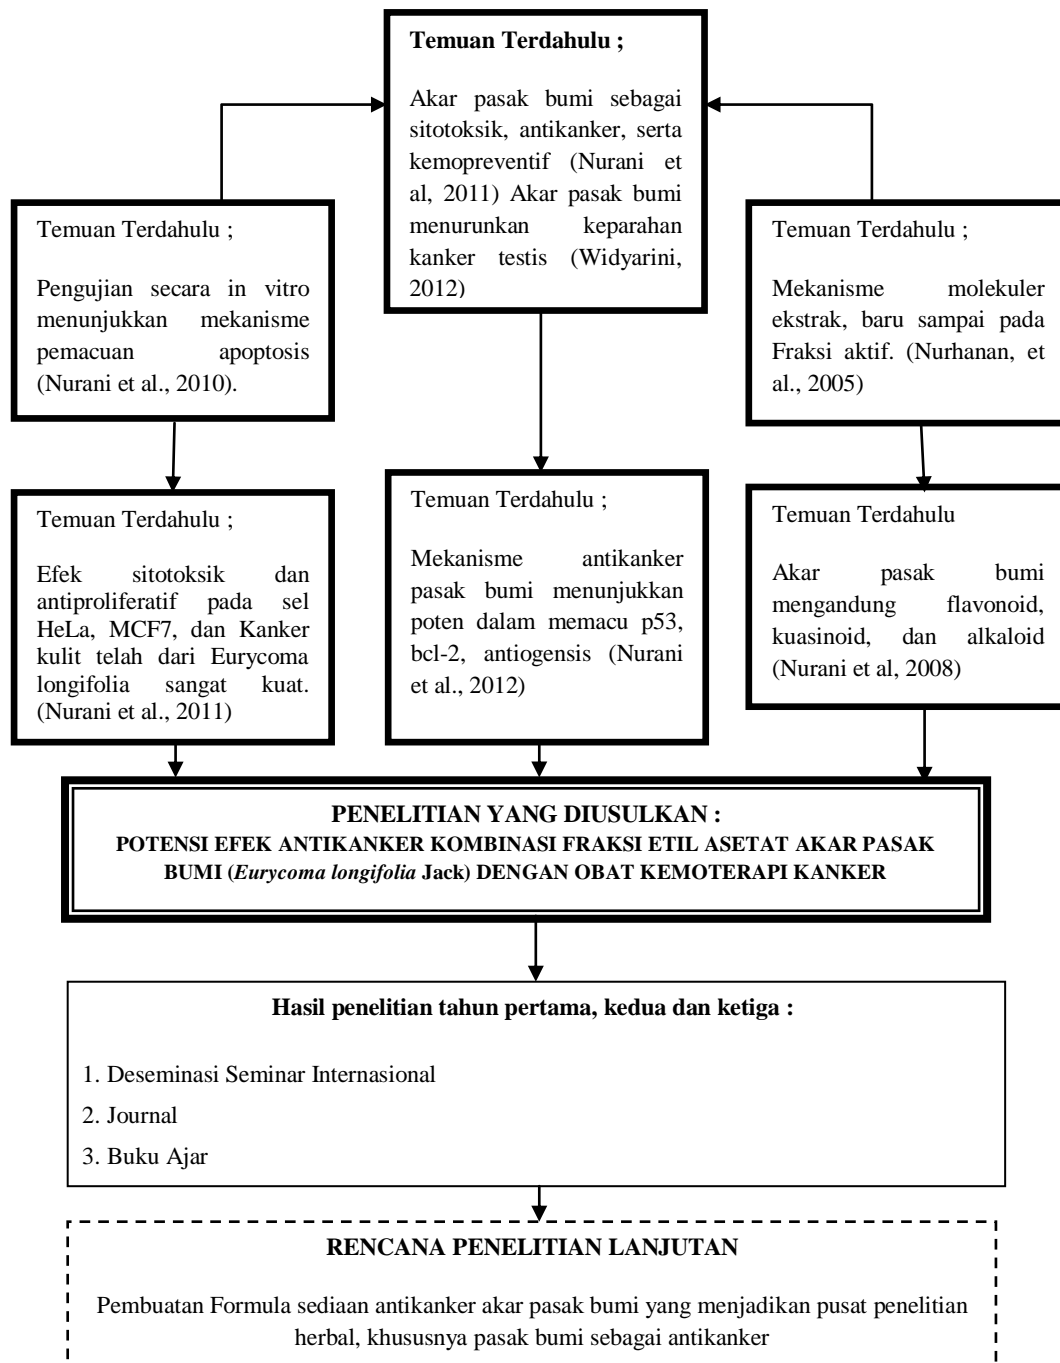 Temuan Terdahulu ;
Akar pasak bumi sebagai
sitotoksik, antikanker, serta
kemopreventif (Nurani et
al, 2011) Akar pasak bumi
menurunkan keparahan
kanker testis (Widyarini,
2012)
Temuan Terdahulu ;
Pengujian secara in vitro
menunjukkan mekanisme
pemacuan apoptosis
(Nurani et al., 2010).
Temuan Terdahulu ;
Mekanisme molekuler
ekstrak, baru sampai pada
Fraksi aktif. (Nurhanan, et
al., 2005)
Temuan Terdahulu ;
Efek sitotoksik dan
antiproliferatif pada sel
HeLa, MCF7, dan Kanker
kulit telah dari Eurycoma
longifolia sangat kuat.
(Nurani et al., 2011)
Temuan Terdahulu ;
Mekanisme antikanker
pasak bumi menunjukkan
poten dalam memacu p53,
bcl-2, antiogensis (Nurani
et al., 2012)
Temuan Terdahulu
Akar pasak bumi
mengandung flavonoid,
kuasinoid, dan alkaloid
(Nurani et al, 2008)
PENELITIAN YANG DIUSULKAN :
POTENSI EFEK ANTIKANKER KOMBINASI FRAKSI ETIL ASETAT AKAR PASAK
BUMI (Eurycoma longifolia Jack) DENGAN OBAT KEMOTERAPI KANKER
Hasil penelitian tahun pertama, kedua dan ketiga :
1. Deseminasi Seminar Internasional
2. Journal
3. Buku Ajar
RENCANA PENELITIAN LANJUTAN
Pembuatan Formula sediaan antikanker akar pasak bumi yang menjadikan pusat penelitian
herbal, khususnya pasak bumi sebagai antikanker